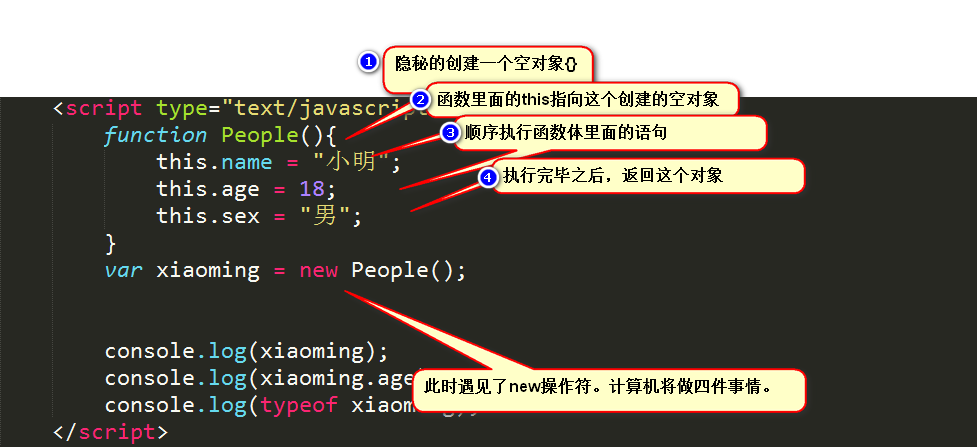 1 隐秘的创建一个空对象{}
2 函数里面的this指向这个创建的空对象
<script type="text/javascri
function People(){
3 顺序执行函数体里面的语句
this.name = "小明";
4 执行完毕之后，返回这个对象
this.age = 18;
this.sex = "男";
}
var xiaoming = new People();
console.log(xiaoming);
console.log(xiaoming.age
此时遇见了new操作符。计算机将做四件事情。
console.log(typeof xiaoming);
</script>